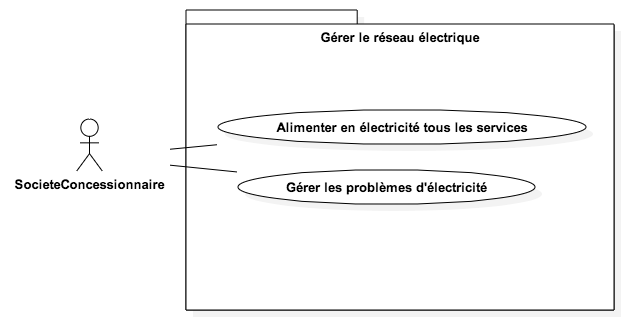 Gérer le réseau électrique
Alimenter en électricité tous les services
Gérer les problèmes d'électricité
SocieteConcessionnaire